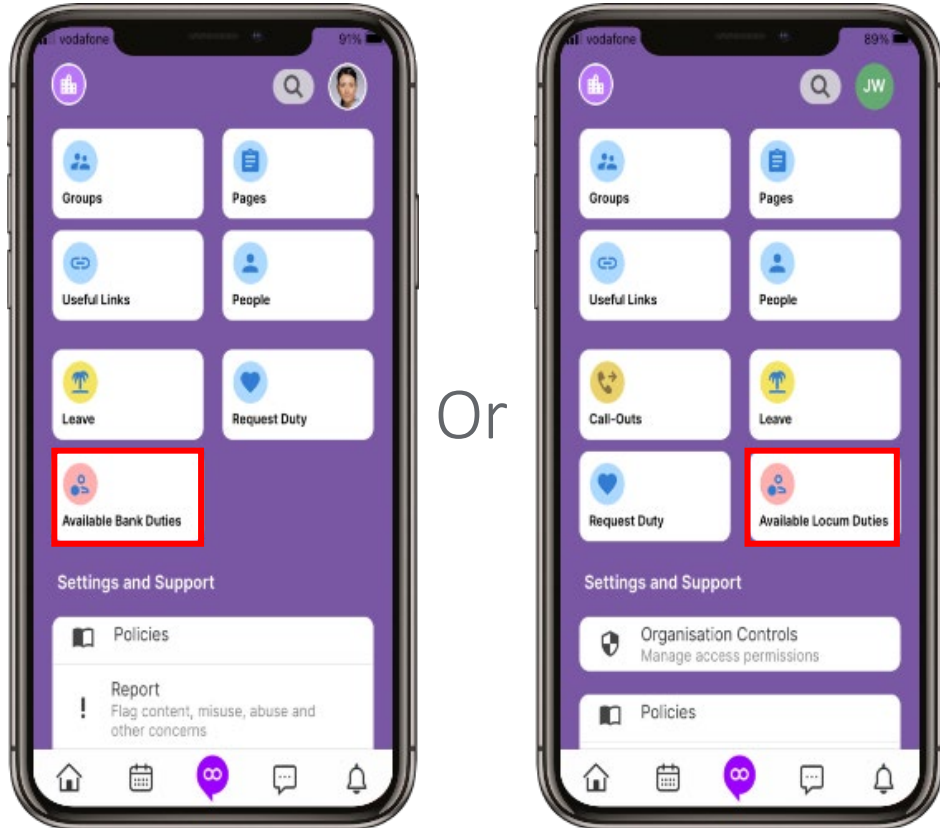 vodafone 91%
Groups Pages
Useful Links People
Leave Request Duty
Available Bank Duties
Settings and Support
Policies
Report
Flag content, misuse, abuse and
other concerns
Or
vodafone 89%
JW
Groups Pages
Useful Links People
Call-Outs Leave
Request Duty Available Locum Duties
Settings and Support
Organisation Controls
Manage access permissions
Policies